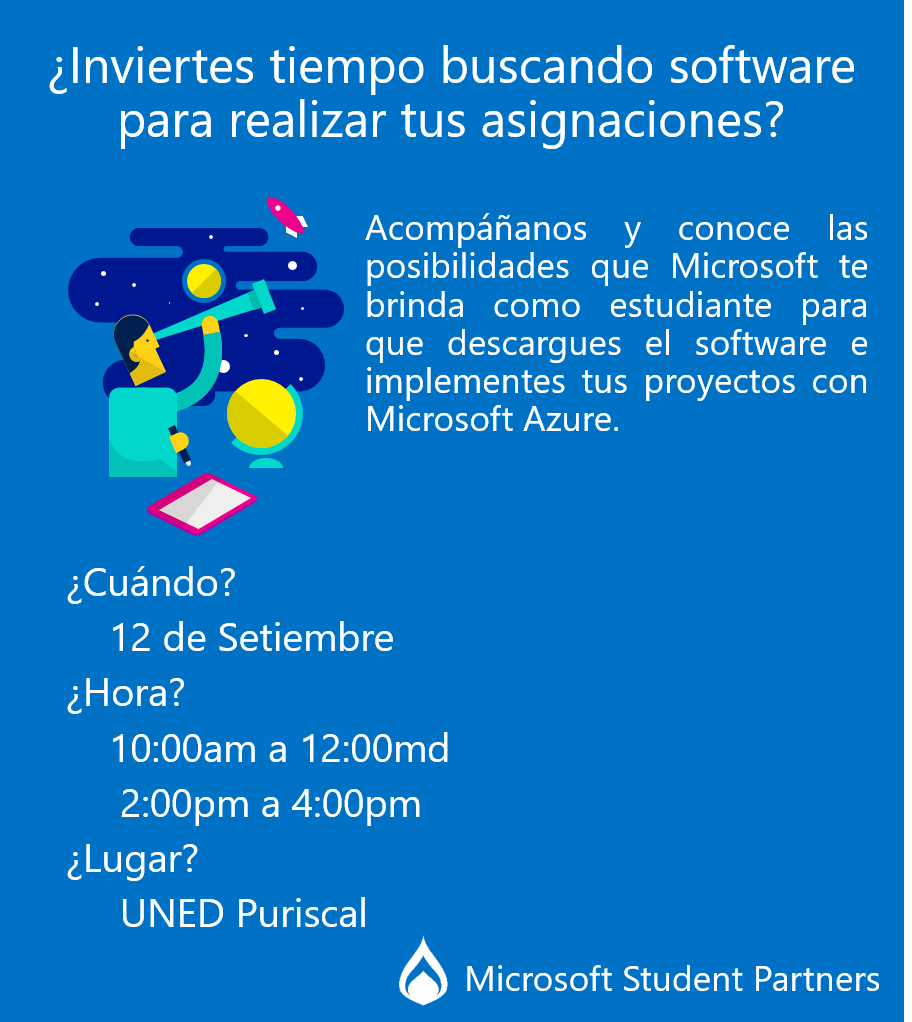 ¿Inviertes tiempo buscando software
para realizar tus asignaciones?
Acompáñanos y conoce las
posibilidades que Microsoft te
brinda como estudiante para
que descargues el software e
implementes tus proyectos con
Microsoft Azure.
¿Cuándo?
12 de Setiembre
¿Hora?
10:00am a 12:00md
2:00pm a 4:00pm
¿Lugar?
UNED Puriscal
Microsoft Student Partners